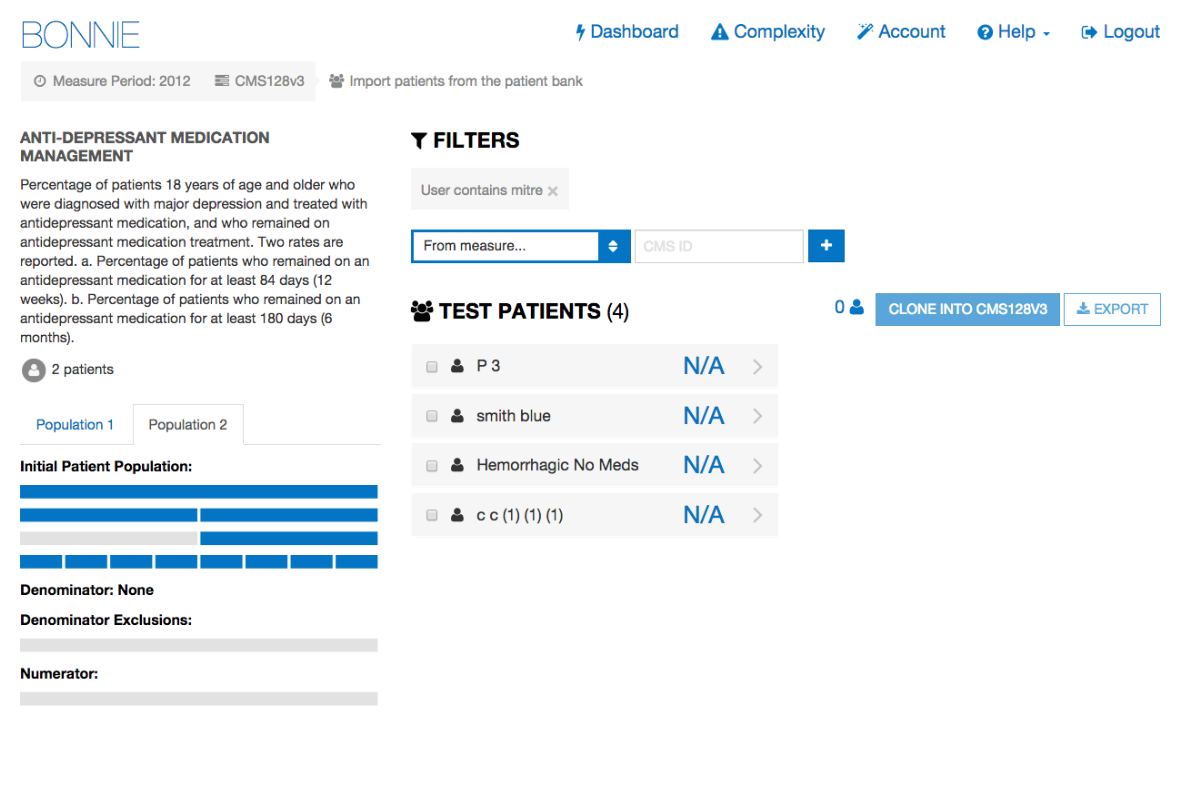 BONNIE
Dashboard
Complexity
Account
Help
Logout
Measure Period: 2012
CMS128v3
Import patients from the patient bank
ANTI-DEPRESSANT MEDICATION
MANAGEMENT
Percentage of patients 18 years of age and older who
were diagnosed with major depression and treated with
antidepressant medication, and who remained on
antidepressant medication treatment. Two rates are
reported. a. Percentage of patients who remained on an
antidepressant medication for at least 84 days (12
weeks). b. Percentage of patients who remained on an
antidepressant medication for at least 180 days (6
months).
2 patients
Population 1
Population 2
Initial Patient Population:
Denominator: None
Denominator Exclusions:
Numerator:
FILTERS
User contains mitre ×
From measure...
CMS ID
+
TEST PATIENTS (4)
0
CLONE INTO CMS128V3
EXPORT
P 3
N/A
smith blue
N/A
Hemorrhagic No Meds
N/A
c c (1) (1) (1)
N/A